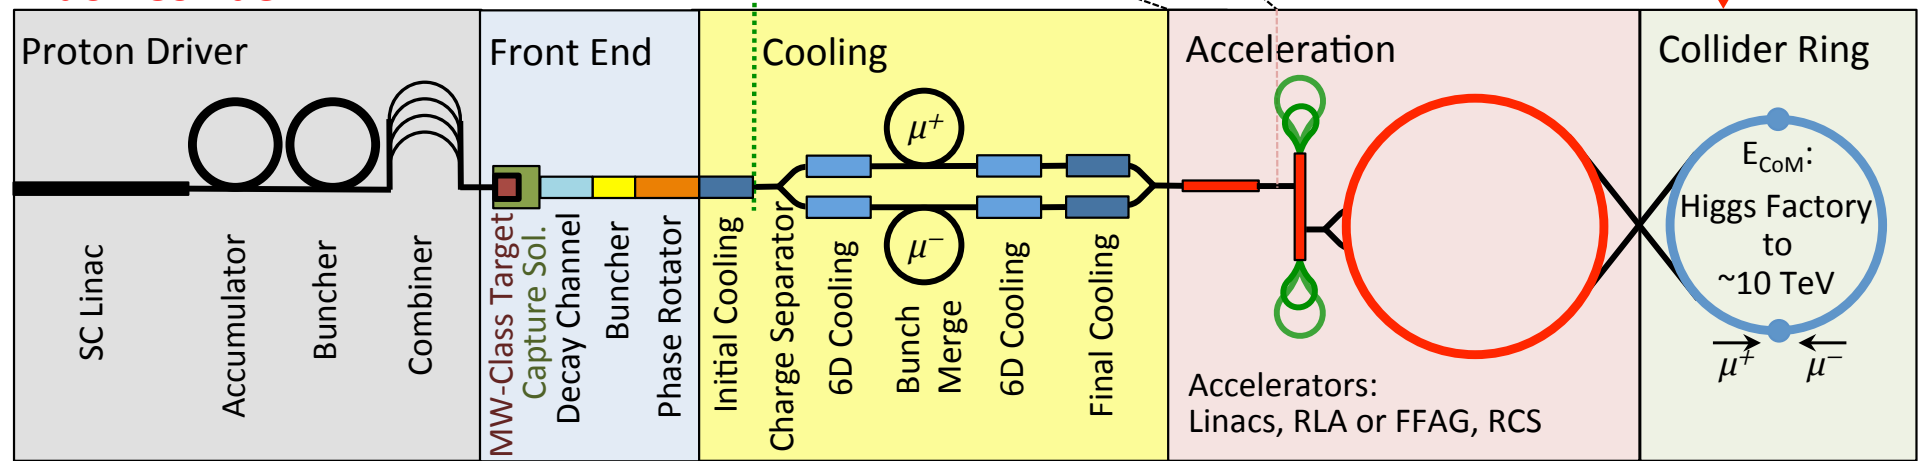 Proton Driver
Front End
Cooling
Acceleration
Collider Ring
SC Linac
Accumulator
Buncher
Combiner
MW-Class Target
Capture Sol.
Decay Channel
Buncher
Phase Rotator
Initial Cooling
Charge Separator
6D Cooling
μ+
μ−
Bunch
Merge
6D Cooling
Final Cooling
Accelerators:
Linacs, RLA or FFAG, RCS
ECoM:
Higgs Factory
to
~10 TeV
μ+ μ−